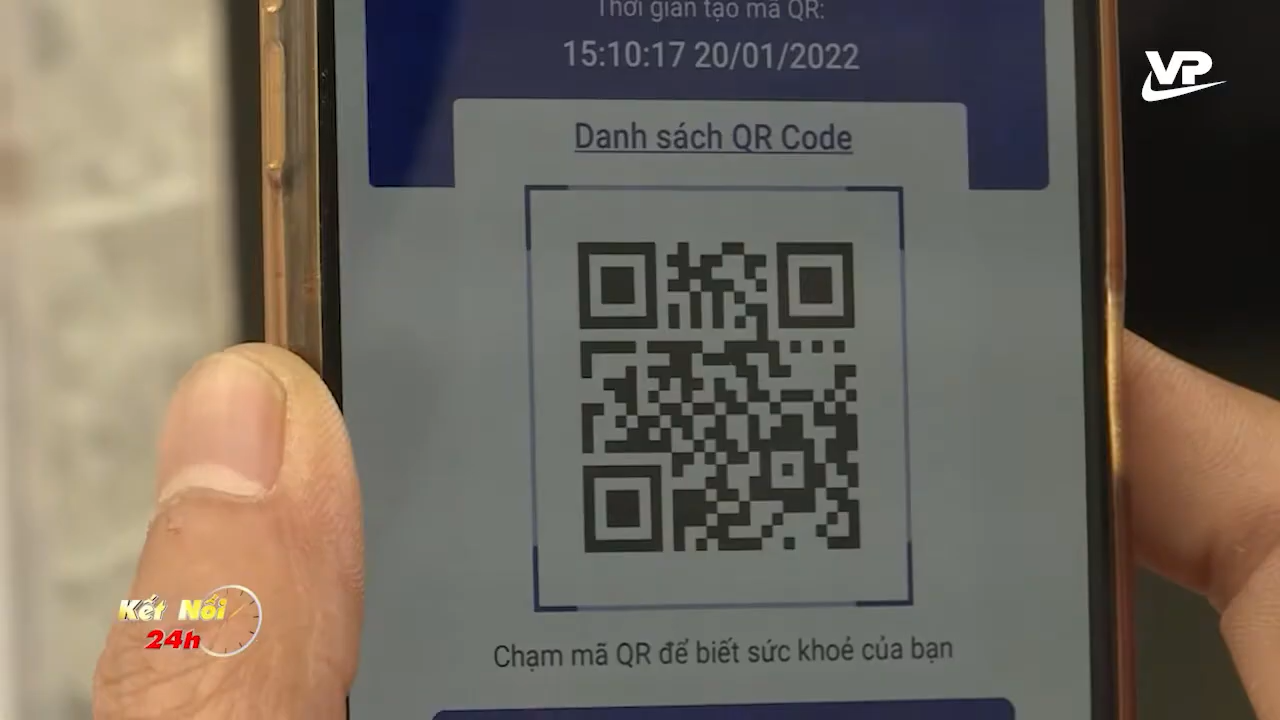 Thời gian tạo mã QR:
15:10:17 20/01/2022
VP
Danh sách QR Code
Kết Nối
24h
Chạm mã QR để biết sức khoẻ của bạn